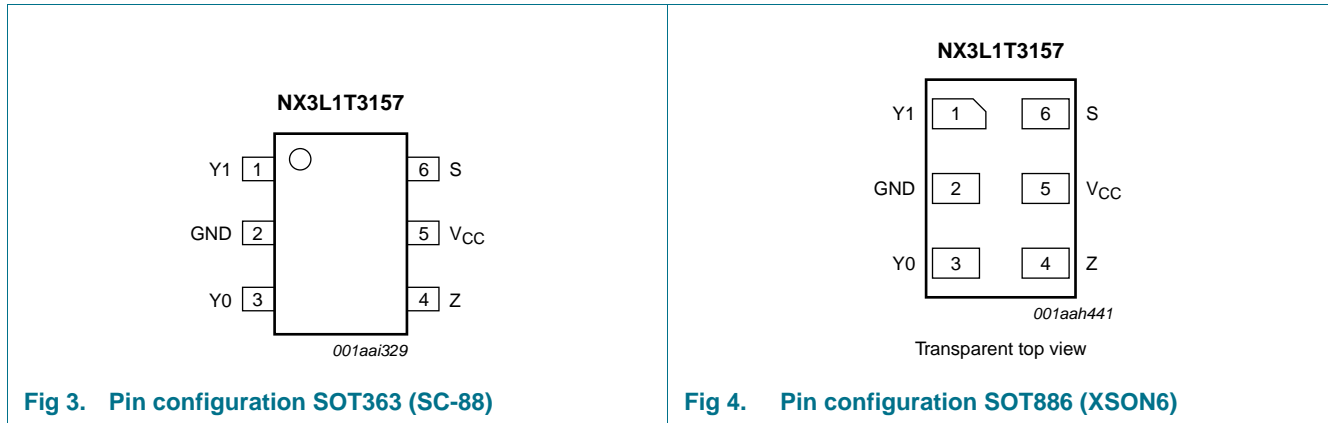 NX3L1T3157
Y1 1 6 S
GND 2 5 VCC
Y0 3 4 Z
001aai329
Fig 3. Pin configuration SOT363 (SC-88)
NX3L1T3157
Y1 1 6 S
GND 2 5 VCC
Y0 3 4 Z
001aah441
Transparent top view
Fig 4. Pin configuration SOT886 (XSON6)